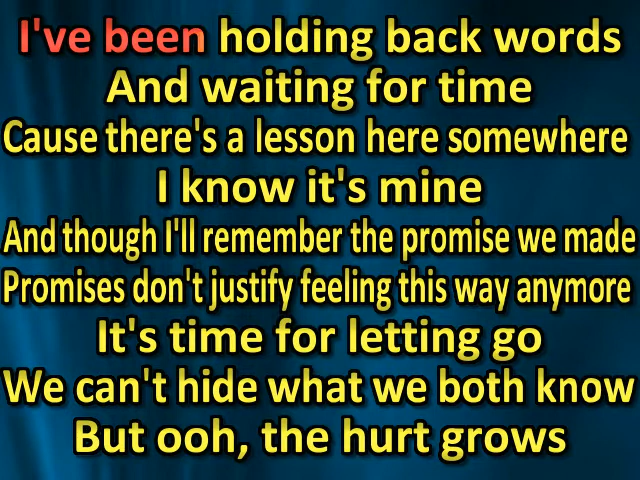 I've been holding back words
And waiting for time
Cause there's a lesson here somewhere
I know it's mine
And though I'll remember the promise we made
Promises don't justify feeling this way anymore
It's time for letting go
We can't hide what we both know
But ooh, the hurt grows